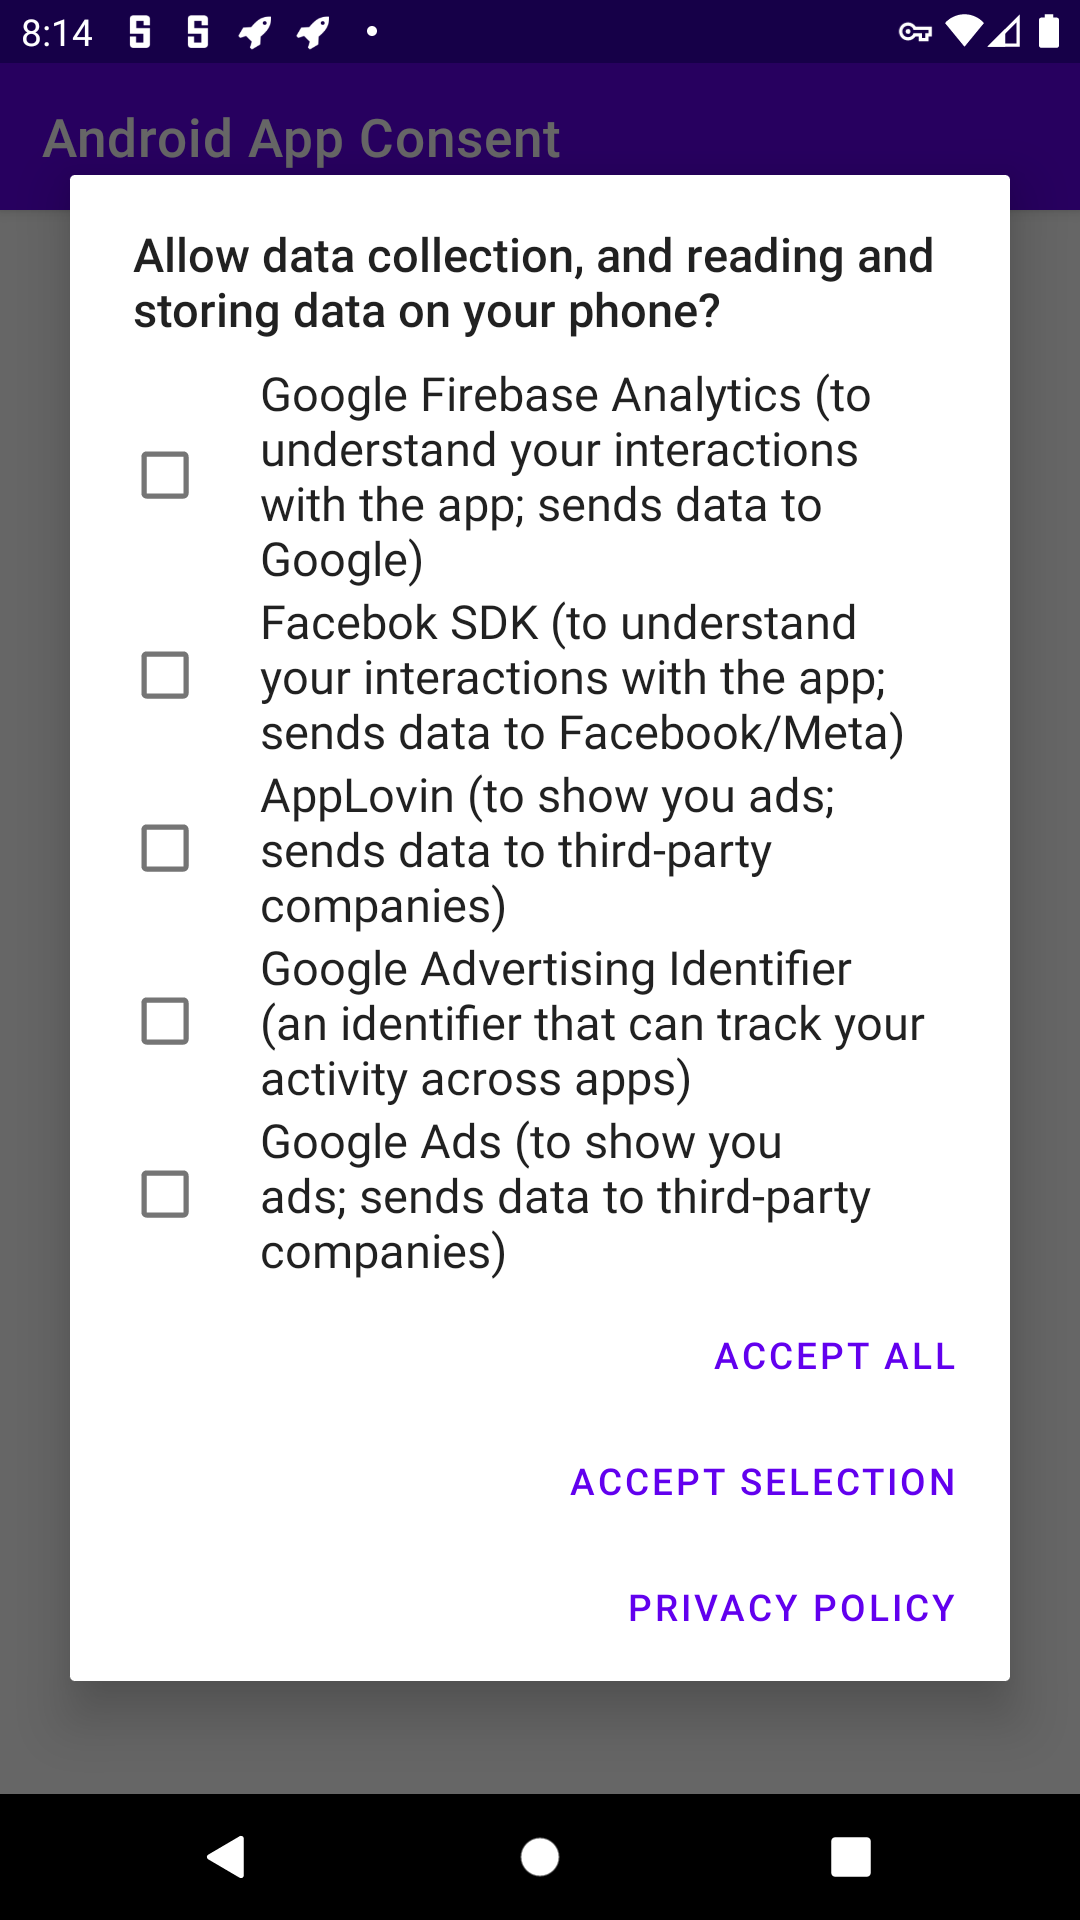 8:14
Android App Consent
Allow data collection, and reading and
storing data on your phone?
Google Firebase Analytics (to
understand your interactions
with the app; sends data to
Google)
Facebok SDK (to understand
your interactions with the app;
sends data to Facebook/Meta)
AppLovin (to show you ads;
sends data to third-party
companies)
Google Advertising Identifier
(an identifier that can track your
activity across apps)
Google Ads (to show you
ads; sends data to third-party
companies)
ACCEPT ALL
ACCEPT SELECTION
PRIVACY POLICY